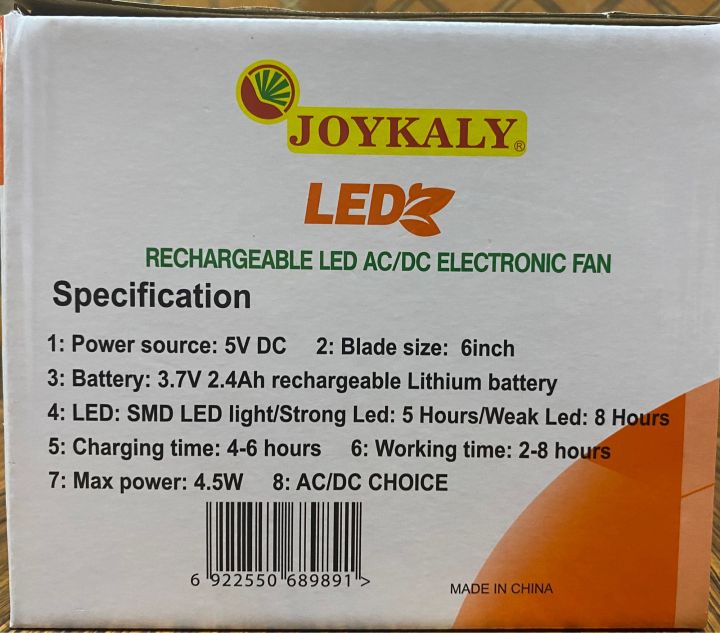 JOYKALY®
LED
RECHARGEABLE LED AC/DC ELECTRONIC FAN
Specification
1: Power source: 5V DC 2: Blade size: 6inch
3: Battery: 3.7V 2.4Ah rechargeable Lithium battery
4: LED: SMD LED light/Strong Led: 5 Hours/Weak Led: 8 Hours
5: Charging time: 4-6 hours 6: Working time: 2-8 hours
7: Max power: 4.5W 8: AC/DC CHOICE
6 922550 689891 >
MADE IN CHINA